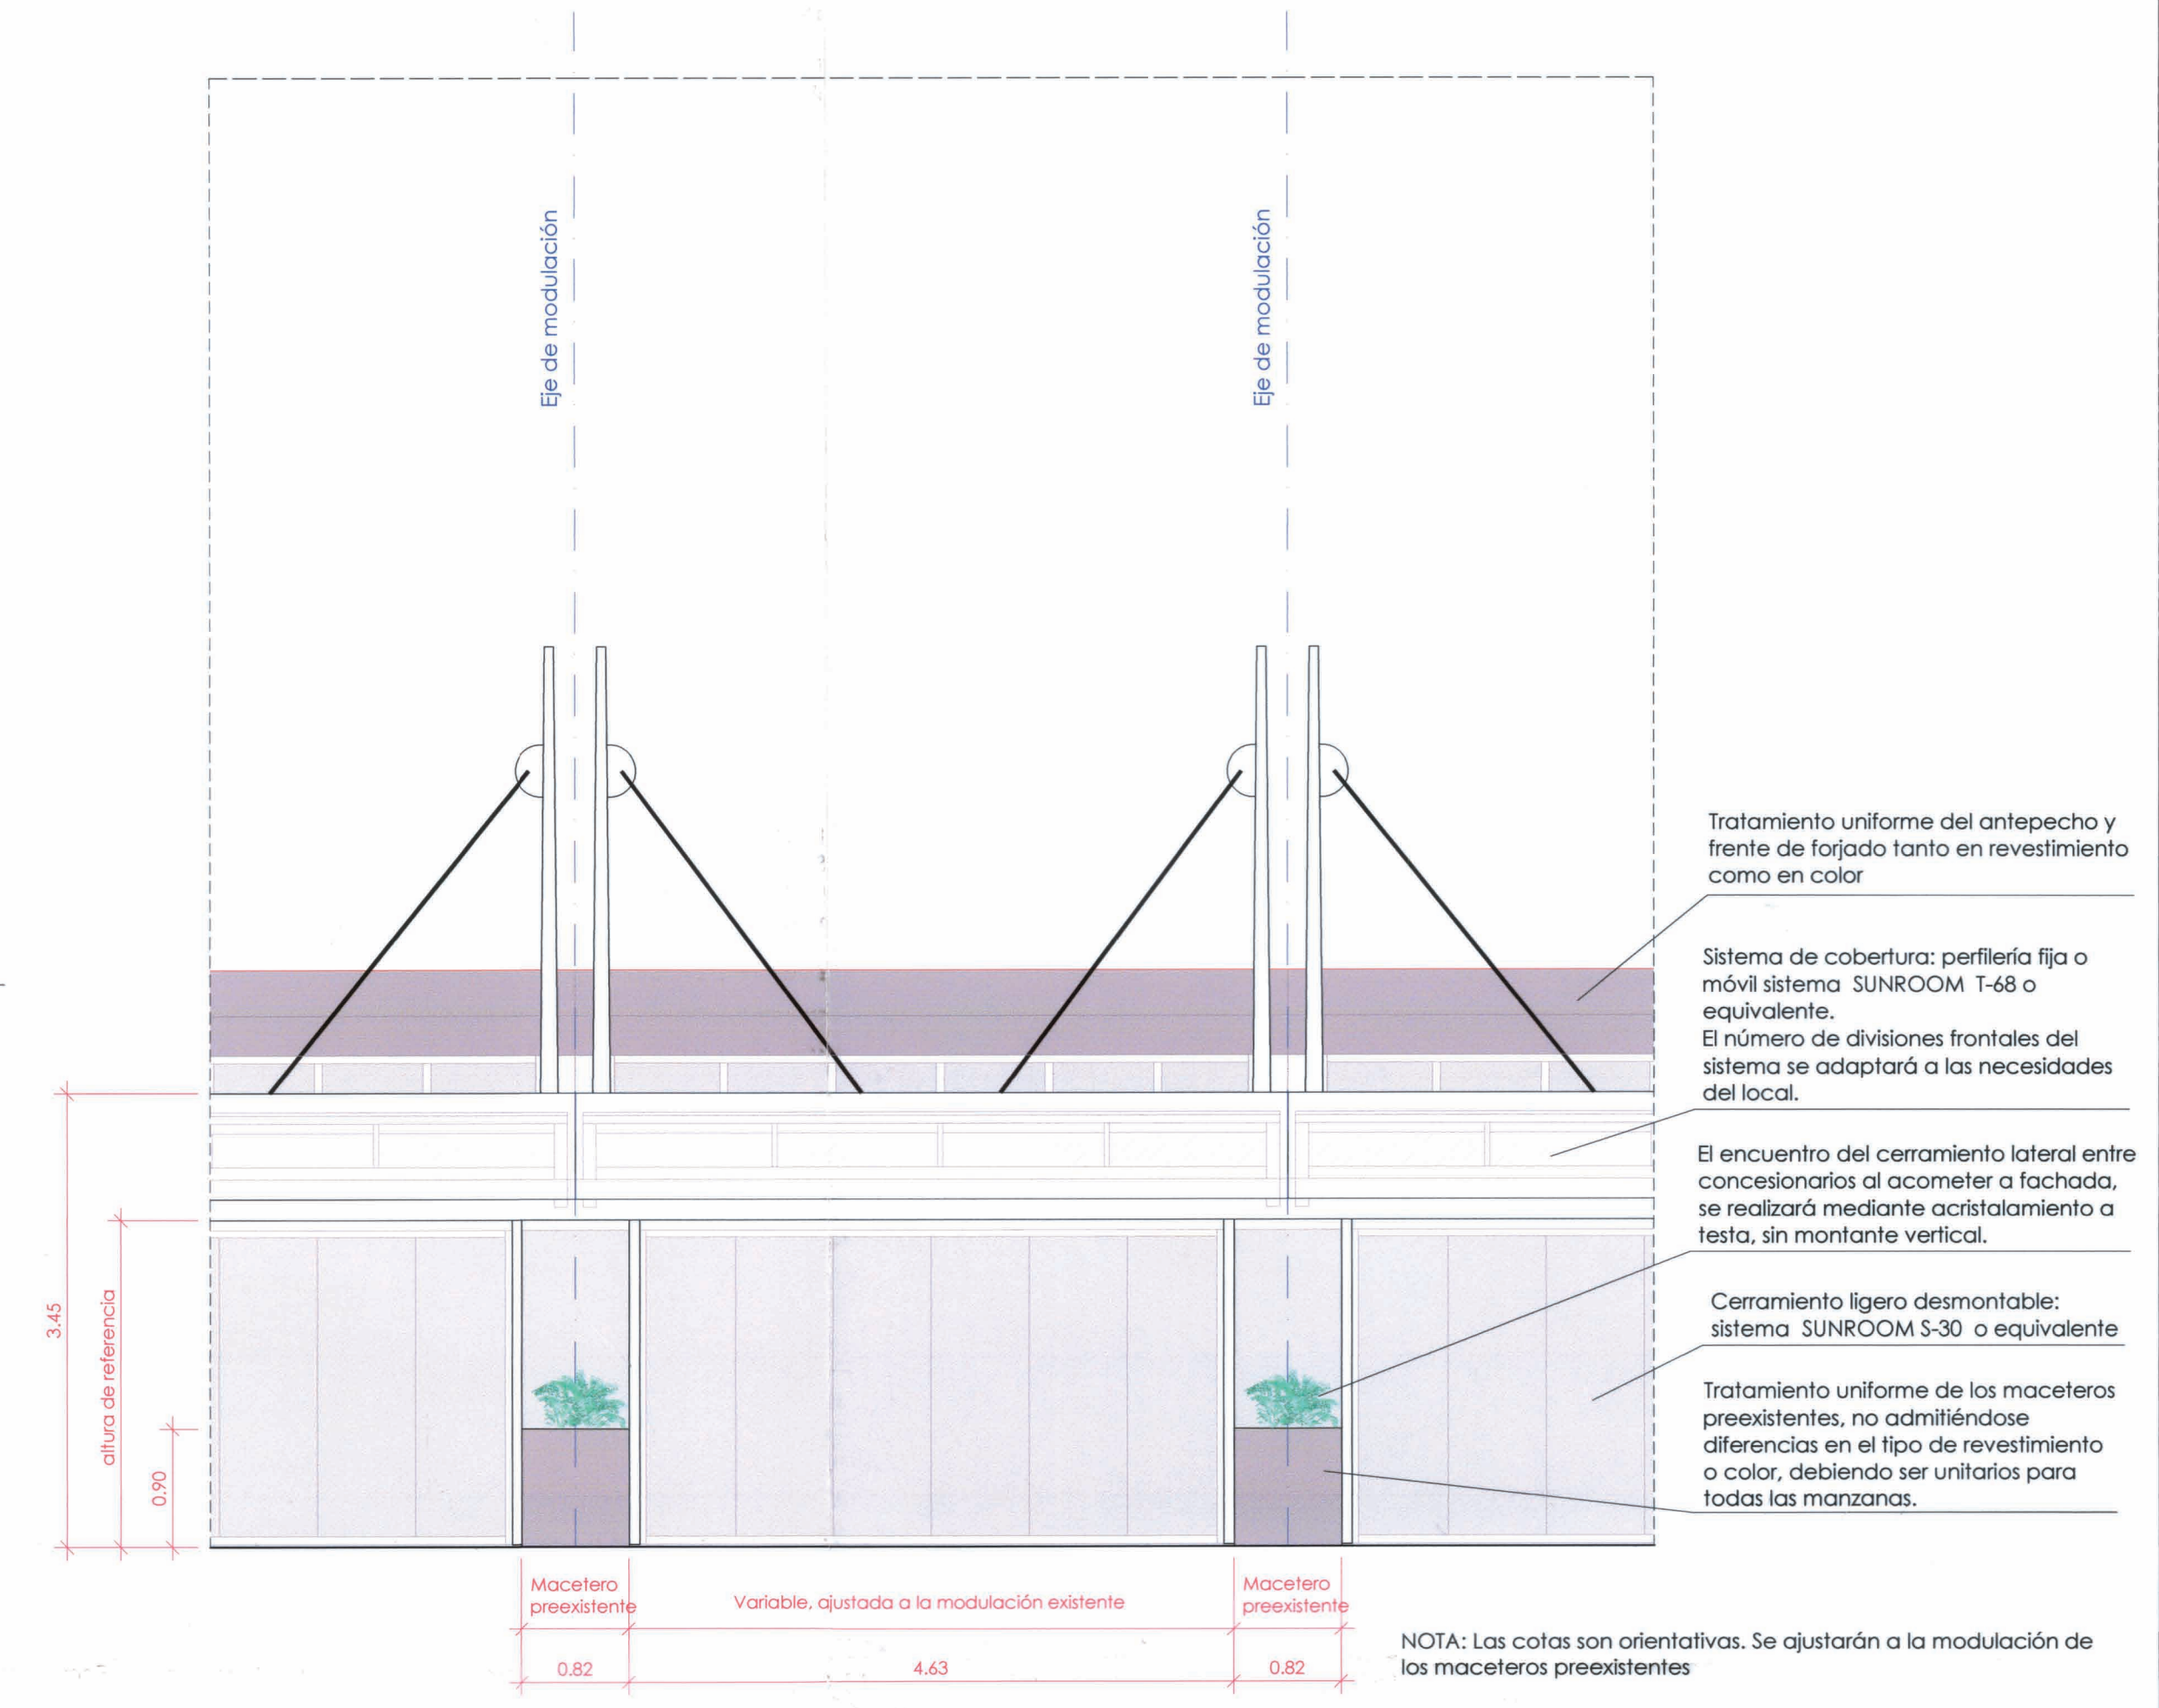 Eje de modulación
Eje de modulación
Tratamiento uniforme del antepecho y
frente de forjado tanto en revestimiento
como en color
Sistema de cobertura: perfilería fija o
móvil sistema SUNROOM T-68 o
equivalente.
El número de divisiones frontales del
sistema se adaptará a las necesidades
del local.
El encuentro del cerramiento lateral entre
concesionarios al acometer a fachada,
se realizará mediante acristalamiento a
testa, sin montante vertical.
Cerramiento ligero desmontable:
sistema SUNROOM S-30 o equivalente
Tratamiento uniforme de los maceteros
preexistentes, no admitiéndose
diferencias en el tipo de revestimiento
o color, debiendo ser unitarios para
todas las manzanas.
3.45
altura de referencia
0.90
Macetero
preexistente
Variable, ajustada a la modulación existente
Macetero
preexistente
0.82
4.63
0.82
NOTA: Las cotas son orientativas. Se ajustarán a la modulación de
los maceteros preexistentes